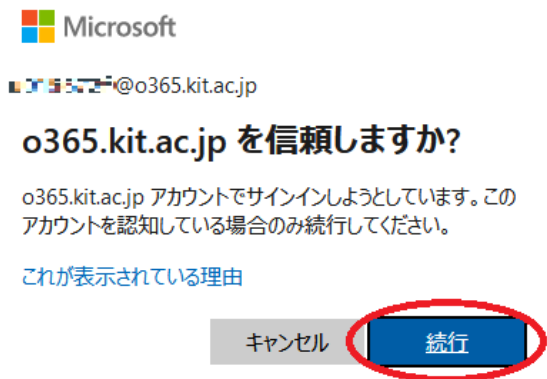 Microsoft
@o365.kit.ac.jp
o365.kit.ac.jp を信頼しますか?
o365.kit.ac.jp アカウントでサインインしようとしています。この
アカウントを認知している場合のみ続行してください。
これが表示されている理由
キャンセル 続行